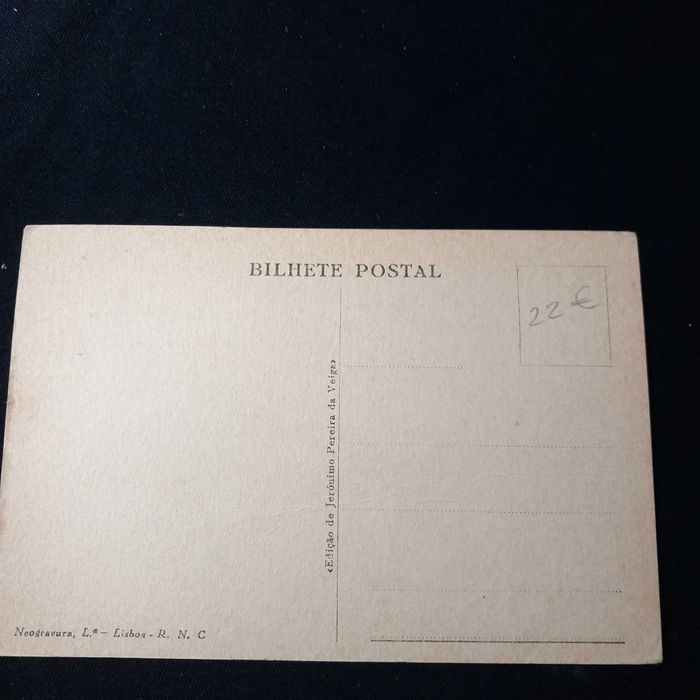 BILHETE POSTAL
22 €
«Edição de Jerónimo Pereira da Veiga»
Neogravura, L.ª — Lisboa - R. N. C